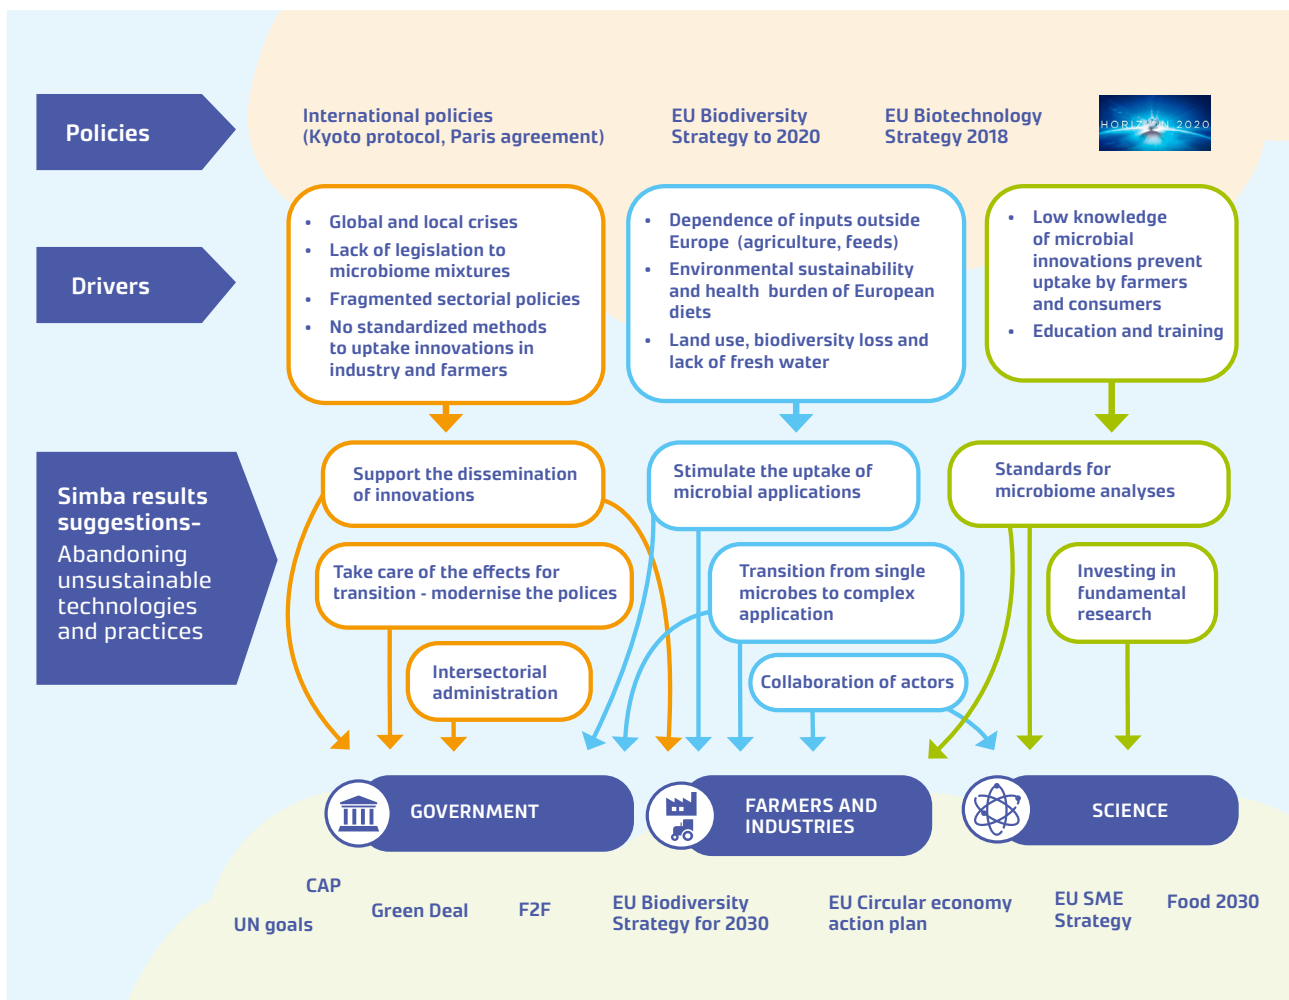 Policies
International policies
(Kyoto protocol, Paris agreement)
EU Biodiversity
Strategy to 2020
EU Biotechnology
Strategy 2018
HORIZON 2020
Drivers
• Global and local crises
• Lack of legislation to
microbiome mixtures
• Fragmented sectorial policies
• No standardized methods
to uptake innovations in
industry and farmers
• Dependence of inputs outside
Europe (agriculture, feeds)
• Environmental sustainability
and health burden of European
diets
• Land use, biodiversity loss and
lack of fresh water
• Low knowledge
of microbial
innovations prevent
uptake by farmers
and consumers
• Education and training
Simba results
suggestions-
Abandoning
unsustainable
technologies
and practices
Support the dissemination
of innovations
Take care of the effects for
transition - modernise the polices
Intersectorial
administration
Stimulate the uptake of
microbial applications
Transition from single
microbes to complex
application
Collaboration of actors
Standards for
microbiome analyses
Investing in
fundamental
research
GOVERNMENT
FARMERS AND
INDUSTRIES
SCIENCE
CAP
UN goals
Green Deal
F2F
EU Biodiversity
Strategy for 2030
EU Circular economy
action plan
EU SME
Strategy
Food 2030